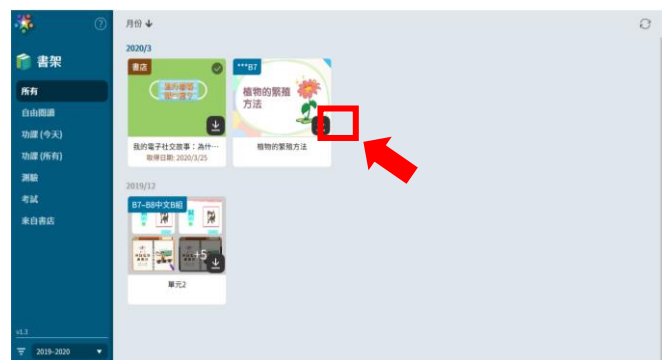 書架
所有
自由閱讀
功課 (今天)
功課 (所有)
測驗
考試
來自書店
v1.3
2019-2020
月份
2020/3
書店
我的電子社交故事：為什…
取得日期: 2020/3/25
***B7
植物的繁殖
方法
植物的繁殖方法
2019/12
B7-B8中文B組
+5
單元2